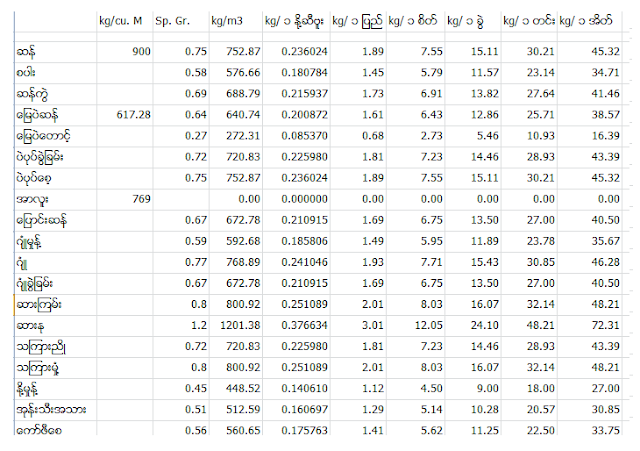 kg/cu. M Sp. Gr. kg/m3 kg/ ၁ နို့ဆီဗူး kg/ ၁ ပြည် kg/ ၁ စိတ် kg/ ၁ ခွဲ kg/ ၁ တင်း kg/ ၁ အိတ်
ဆန် 900 0.75 752.87 0.236024 1.89 7.55 15.11 30.21 45.32
စပါး 0.58 576.66 0.180784 1.45 5.79 11.57 23.14 34.71
ဆန်ကွဲ 0.69 688.79 0.215937 1.73 6.91 13.82 27.64 41.46
မြေပဲဆန် 617.28 0.64 640.74 0.200872 1.61 6.43 12.86 25.71 38.57
မြေပဲတောင့် 0.27 272.31 0.085370 0.68 2.73 5.46 10.93 16.39
ပဲပုပ်ခွဲခြမ်း 0.72 720.83 0.225980 1.81 7.23 14.46 28.93 43.39
ပဲပုပ်စေ့ 0.75 752.87 0.236024 1.89 7.55 15.11 30.21 45.32
အာလူး 769 0.00 0.000000 0.00 0.00 0.00 0.00 0.00
ပြောင်းဆန် 0.67 672.78 0.210915 1.69 6.75 13.50 27.00 40.50
ဂျုံမှုန့် 0.59 592.68 0.185806 1.49 5.95 11.89 23.78 35.67
ဂျုံ 0.77 768.89 0.241046 1.93 7.71 15.43 30.85 46.28
ဂျုံခွဲခြမ်း 0.67 672.78 0.210915 1.69 6.75 13.50 27.00 40.50
ဆားကြမ်း 0.8 800.92 0.251089 2.01 8.03 16.07 32.14 48.21
ဆားနု 1.2 1201.38 0.376634 3.01 12.05 24.10 48.21 72.31
သကြားညို 0.72 720.83 0.225980 1.81 7.23 14.46 28.93 43.39
သကြားမှုံ့ 0.8 800.92 0.251089 2.01 8.03 16.07 32.14 48.21
နို့မှုန့် 0.45 448.52 0.140610 1.12 4.50 9.00 18.00 27.00
အုန်းသီးအသား 0.51 512.59 0.160697 1.29 5.14 10.28 20.57 30.85
ကော်ဇီစေ 0.56 560.65 0.175763 1.41 5.62 11.25 22.50 33.75